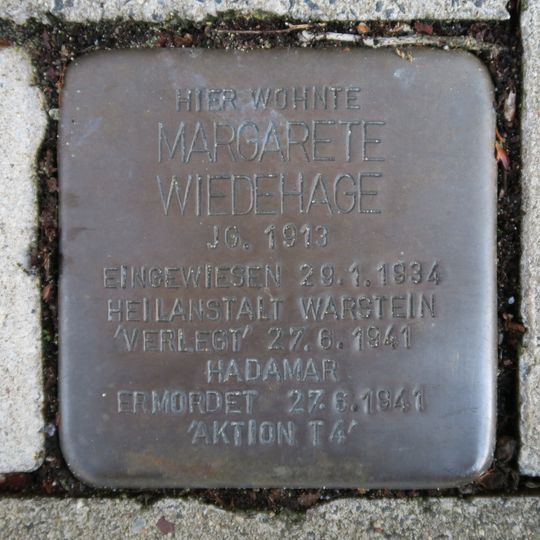 HIER WOHNTE
MARGARETE
WIEDEHAGE
JG. 1913
EINGEWIESEN 29.1.1934
HEILANSTALT WARSTEIN
'VERLEGT' 27.6.1941
HADAMAR
ERMORDET 27.6.1941
'AKTION T4'